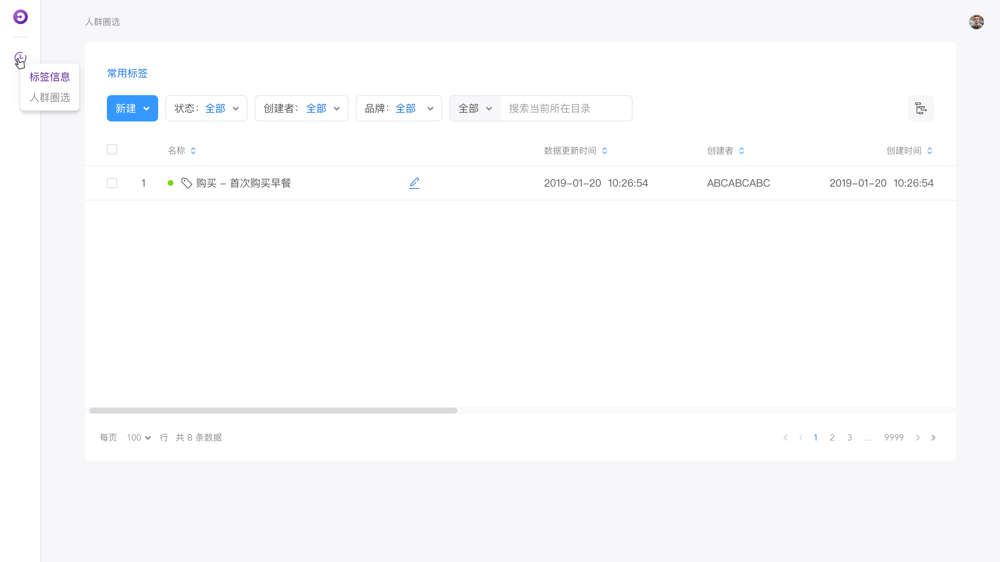 人群圈选
标签信息
人群圈选
常用标签
新建 状态： 全部 创建者： 全部 品牌： 全部 全部 搜索当前所在目录
名称 数据更新时间 创建者 创建时间
1 购买 – 首次购买早餐 2019–01–20 10:26:54 ABCABCABC 2019–01–20 10:26:54
每页 100 行 共 8 条数据 « ‹ 1 2 3 ... 9999 › »